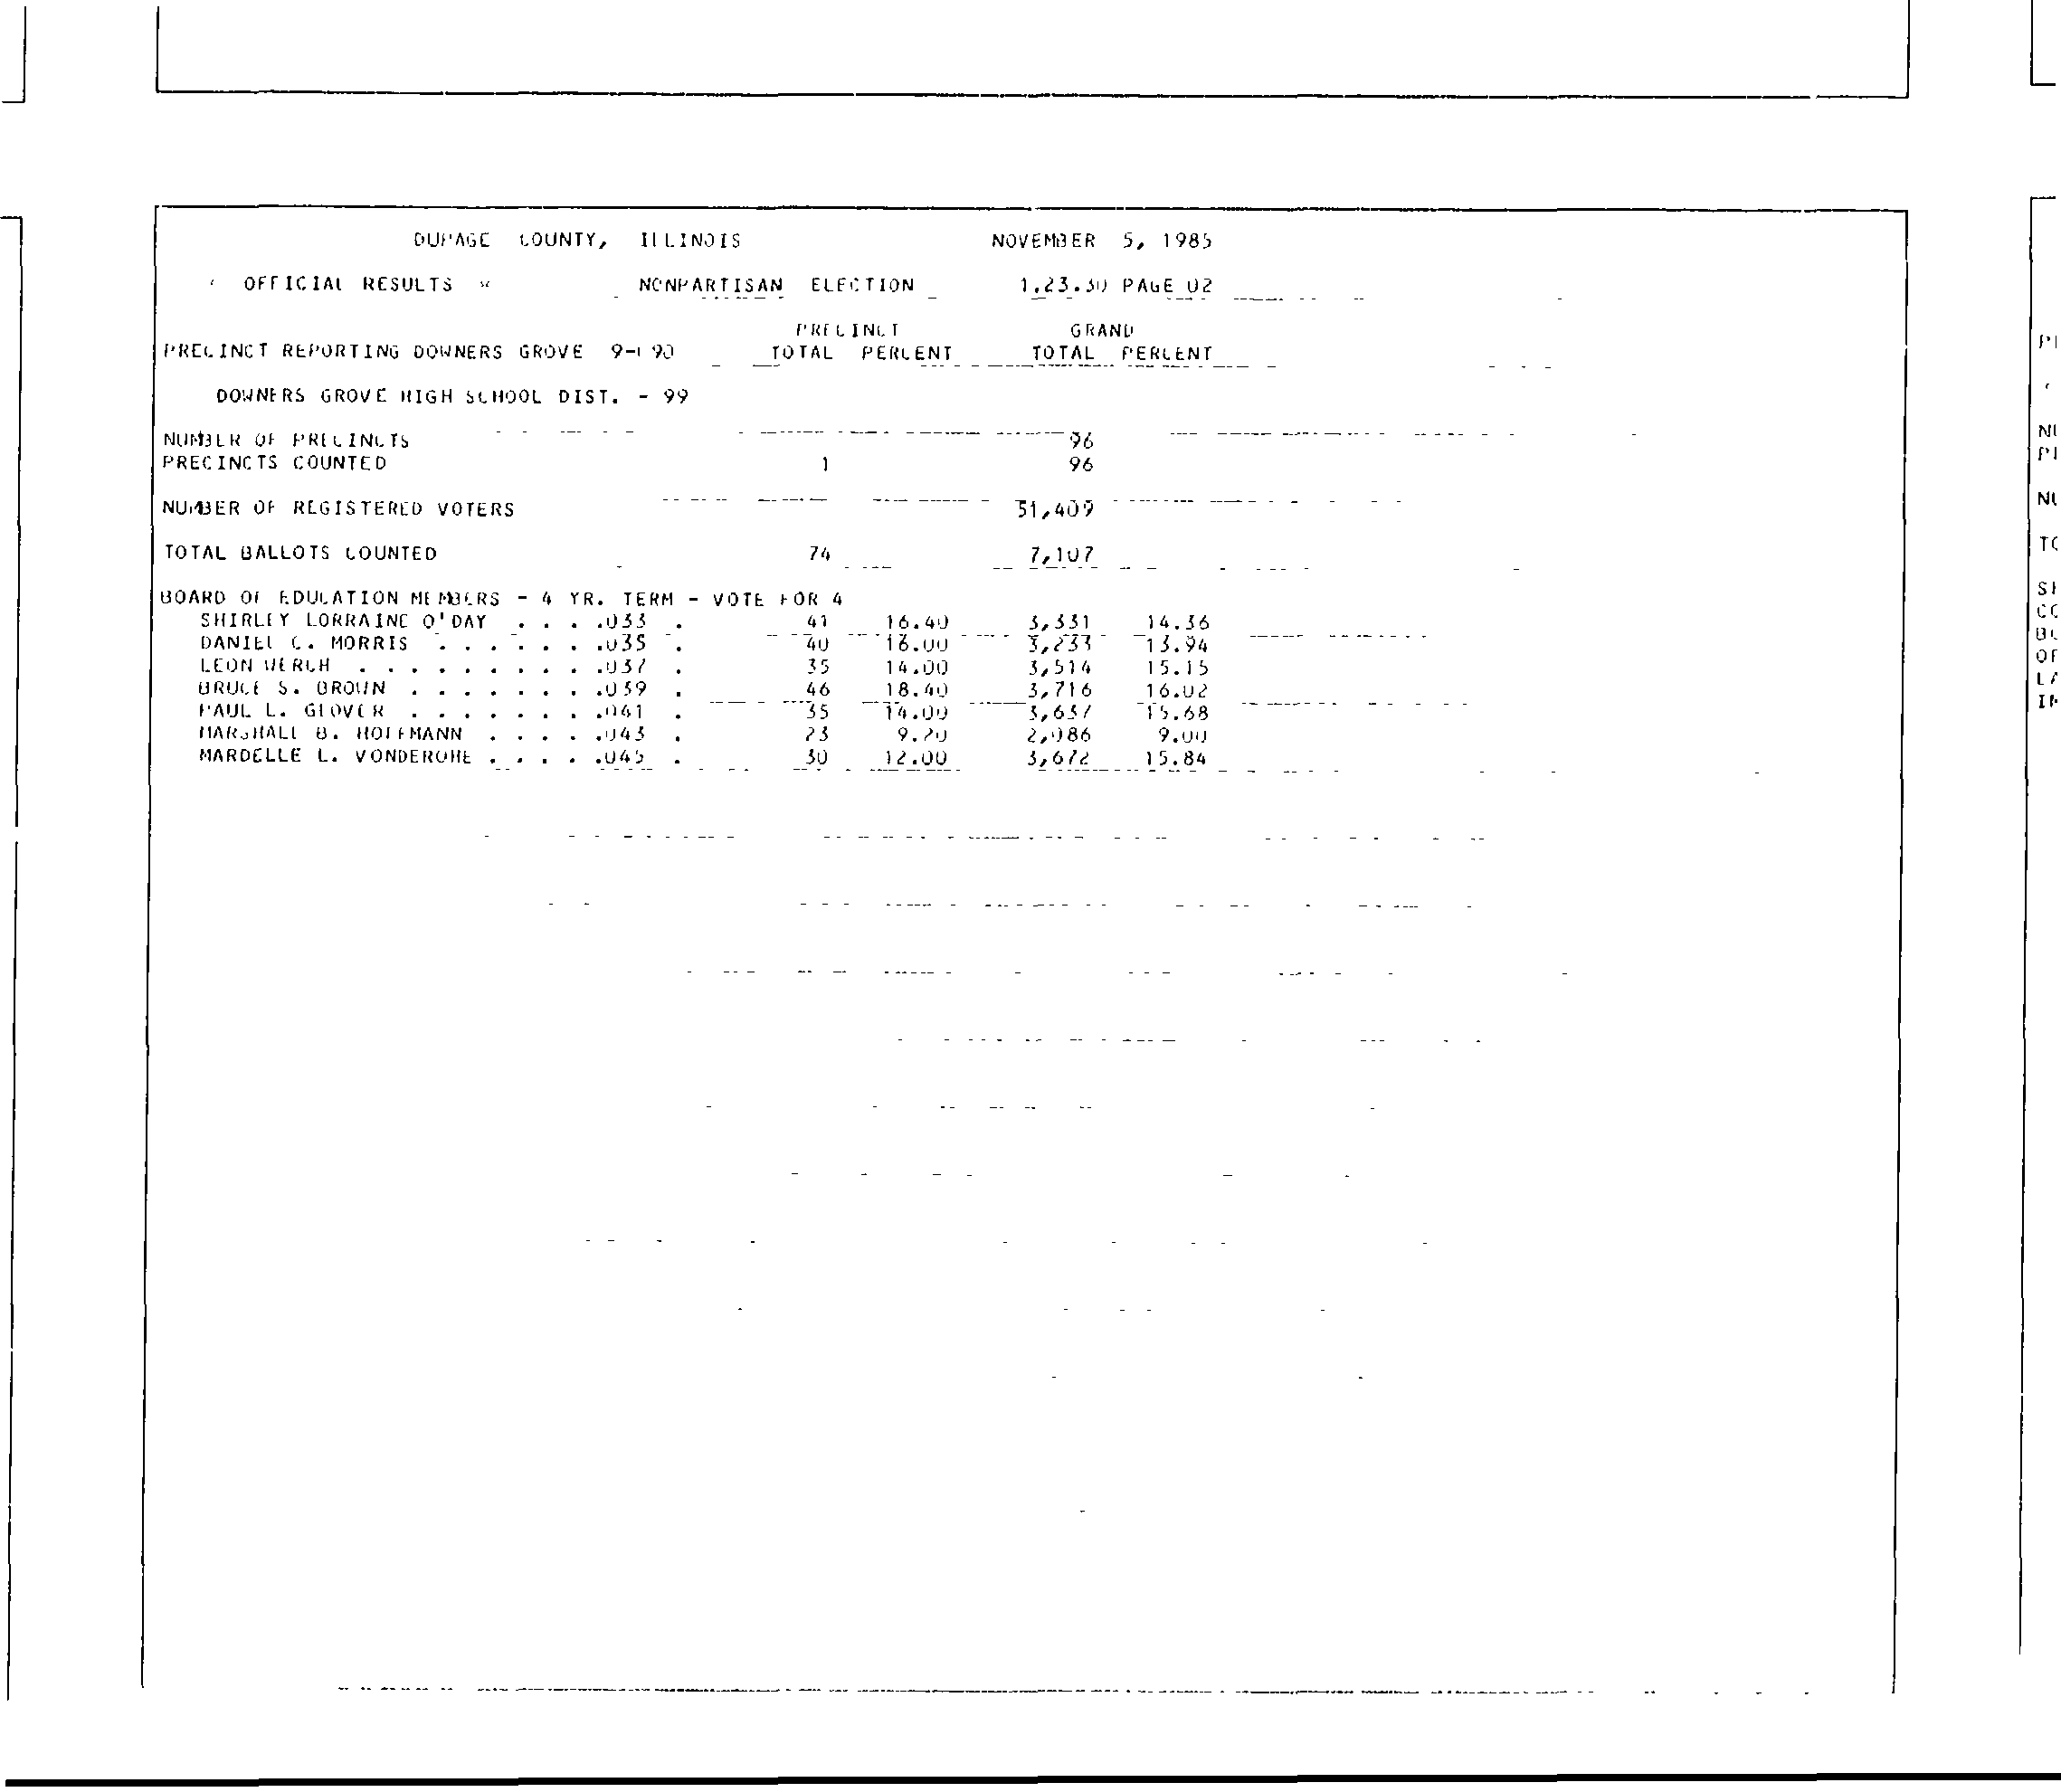 DUPAGE COUNTY, ILLINOIS NOVEMBER 5, 1985
OFFICIAL RESULTS NONPARTISAN ELECTION 1.23.30 PAGE 02
PRECINCT GRAND
PRECINCT REPORTING DOWNERS GROVE TOTAL PERCENT TOTAL PERCENT
DOWNERS GROVE HIGH SCHOOL DIST. - 99
NUMBER OF PRECINCTS 96
PRECINCTS COUNTED 1 96
NUMBER OF REGISTERED VOTERS 51,409
TOTAL BALLOTS COUNTED 74 7,107
BOARD OF EDUCATION MEMBERS - 4 YR. TERM - VOTE FOR 4
SHIRLEY LORRAINE O'DAY . . . .033 . 41 16.40 3,331 14.36
DANIEL C. MORRIS . . . . . . .035 . 40 16.00 3,233 13.94
LEON WERCH . . . . . . . . . .037 . 35 14.00 3,514 15.15
BRUCE S. BROWN . . . . . . . .039 . 46 18.40 3,716 16.02
PAUL L. GLOVER . . . . . . . .041 . 35 14.00 3,637 15.68
MARSHALL B. HOFFMANN . . . . .043 . 23 9.20 2,086 9.00
MARDELLE L. VONDEROHE . . . . .045 . 30 12.00 3,672 15.84